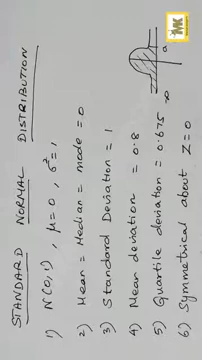 STANDARD NORMAL DISTRIBUTION
1) N(0,1), μ=0, σ²=1
2) Mean = Median = mode = 0
3) Standard Deviation = 1
4) Mean deviation = 0.8
5) Quartile deviation = 0.675
6) Symmetrical about Z=0
-∞
MK